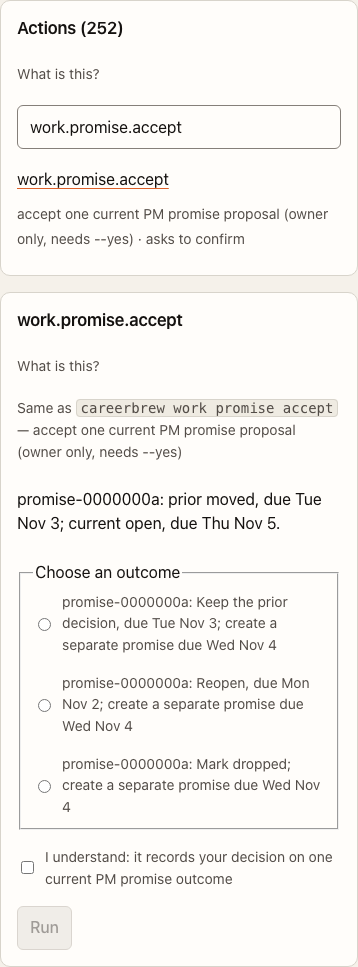 Actions (252)
What is this?
work.promise.accept
work.promise.accept
accept one current PM promise proposal (owner
only, needs --yes) · asks to confirm
work.promise.accept
What is this?
Same as careerbrew work promise accept
— accept one current PM promise proposal
(owner only, needs --yes)
promise-0000000a: prior moved, due Tue
Nov 3; current open, due Thu Nov 5.
Choose an outcome
promise-0000000a: Keep the prior
decision, due Tue Nov 3; create a
separate promise due Wed Nov 4
promise-0000000a: Reopen, due Mon
Nov 2; create a separate promise due
Wed Nov 4
promise-0000000a: Mark dropped;
create a separate promise due Wed Nov
4
I understand: it records your decision on one
current PM promise outcome
Run